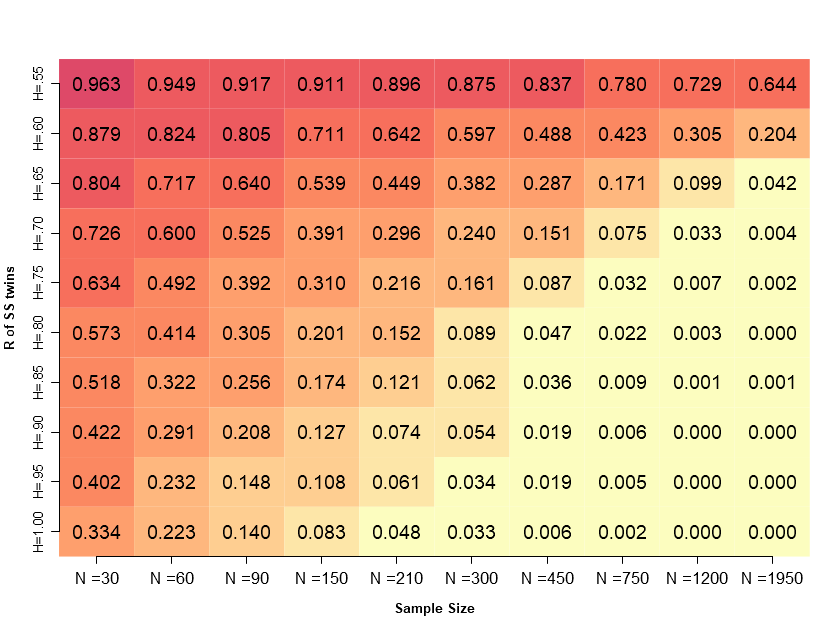 H=.55 0.963 0.949 0.917 0.911 0.896 0.875 0.837 0.780 0.729 0.644
H=.60 0.879 0.824 0.805 0.711 0.642 0.597 0.488 0.423 0.305 0.204
H=.65 0.804 0.717 0.640 0.539 0.449 0.382 0.287 0.171 0.099 0.042
H=.70 0.726 0.600 0.525 0.391 0.296 0.240 0.151 0.075 0.033 0.004
H=.75 0.634 0.492 0.392 0.310 0.216 0.161 0.087 0.032 0.007 0.002
H=.80 0.573 0.414 0.305 0.201 0.152 0.089 0.047 0.022 0.003 0.000
H=.85 0.518 0.322 0.256 0.174 0.121 0.062 0.036 0.009 0.001 0.001
H=.90 0.422 0.291 0.208 0.127 0.074 0.054 0.019 0.006 0.000 0.000
H=.95 0.402 0.232 0.148 0.108 0.061 0.034 0.019 0.005 0.000 0.000
H=1.00 0.334 0.223 0.140 0.083 0.048 0.033 0.006 0.002 0.000 0.000
N =30 N =60 N =90 N =150 N =210 N =300 N =450 N =750 N =1200 N =1950
Sample Size
R of SS twins